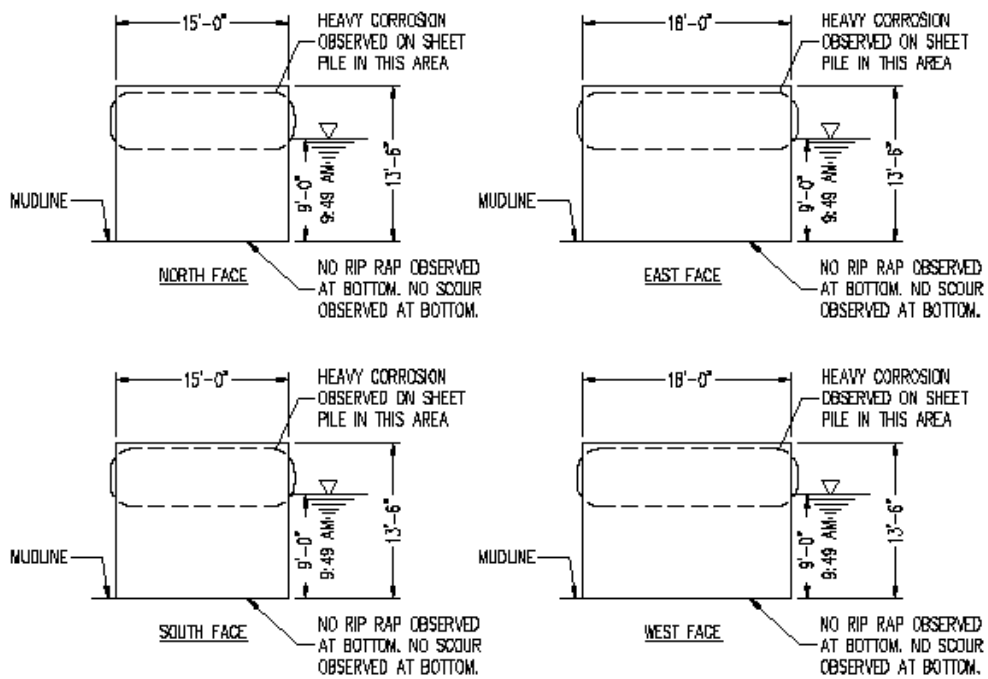 15'-0"
HEAVY CORROSION
OBSERVED ON SHEET
PILE IN THIS AREA
MUDLINE
9'-0"
9:49 AM
13'-6"
NORTH FACE
NO RIP RAP OBSERVED
AT BOTTOM. NO SCOUR
OBSERVED AT BOTTOM.
18'-0"
HEAVY CORROSION
OBSERVED ON SHEET
PILE IN THIS AREA
MUDLINE
9'-0"
9:49 AM
13'-6"
EAST FACE
NO RIP RAP OBSERVED
AT BOTTOM. NO SCOUR
OBSERVED AT BOTTOM.
15'-0"
HEAVY CORROSION
OBSERVED ON SHEET
PILE IN THIS AREA
MUDLINE
9'-0"
9:49 AM
13'-6"
SOUTH FACE
NO RIP RAP OBSERVED
AT BOTTOM. NO SCOUR
OBSERVED AT BOTTOM.
18'-0"
HEAVY CORROSION
OBSERVED ON SHEET
PILE IN THIS AREA
MUDLINE
9'-0"
9:49 AM
13'-6"
WEST FACE
NO RIP RAP OBSERVED
AT BOTTOM. NO SCOUR
OBSERVED AT BOTTOM.